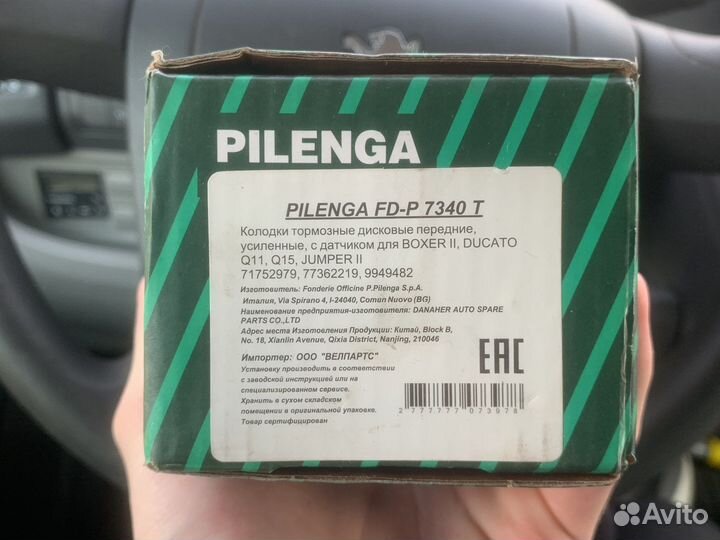 PILENGA
PILENGA FD-P 7340 T
Колодки тормозные дисковые передние,
усиленные, с датчиком для BOXER II, DUCATO
Q11, Q15, JUMPER II
71752979, 77362219, 9949482
Изготовитель: Fonderie Officine P.Pilenga S.p.A.
Италия, Via Spirano 4, I-24040, Comun Nuovo (BG)
Наименование предприятия-изготовителя: DANAHER AUTO SPARE
PARTS CO.,LTD
Адрес места Изготовления Продукции: Китай, Block B,
No. 18, Xianlin Avenue, Qixia District, Nanjing, 210046
Импортер: ООО "ВЕЛПАРТС"
Установку производить в соответствии
с заводской инструкцией или на
специализированном сервисе.
Хранить в сухом складском
помещении в оригинальной упаковке.
Товар сертифицирован
EAC
2 777777 073978
Avito